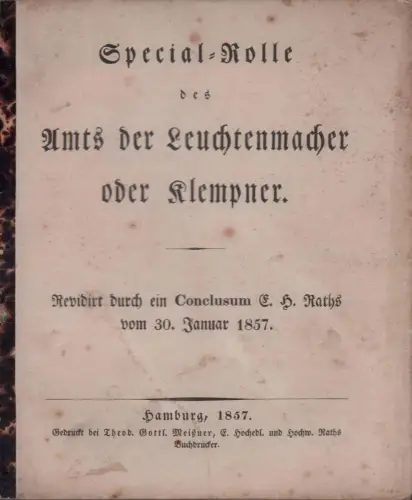 Special-Rolle
des
Amts der Leuchtenmacher
oder Klempner.
Revidirt durch ein Conclusum E. H. Raths
vom 30. Januar 1857.
Hamburg, 1857.
Gedruckt bei Theod. Gottl. Meißner, E. Hochedl. und Hochw. Raths
Buchdrucker.